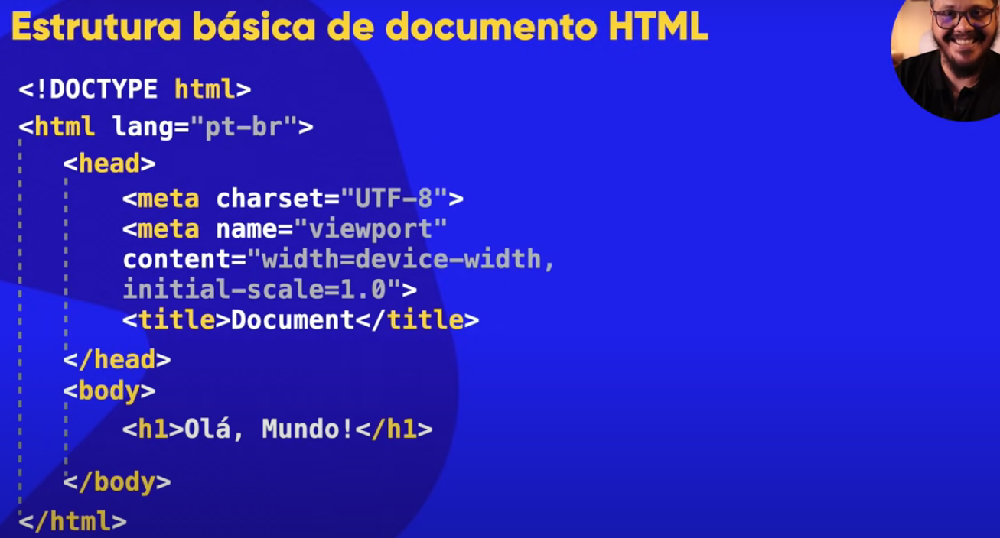 Estrutura básica de documento HTML
<!DOCTYPE html>
<html lang="pt-br">
<head>
<meta charset="UTF-8">
<meta name="viewport"
content="width=device-width,
initial-scale=1.0">
<title>Document</title>
</head>
<body>
<h1>Olá, Mundo!</h1>
</body>
</html>